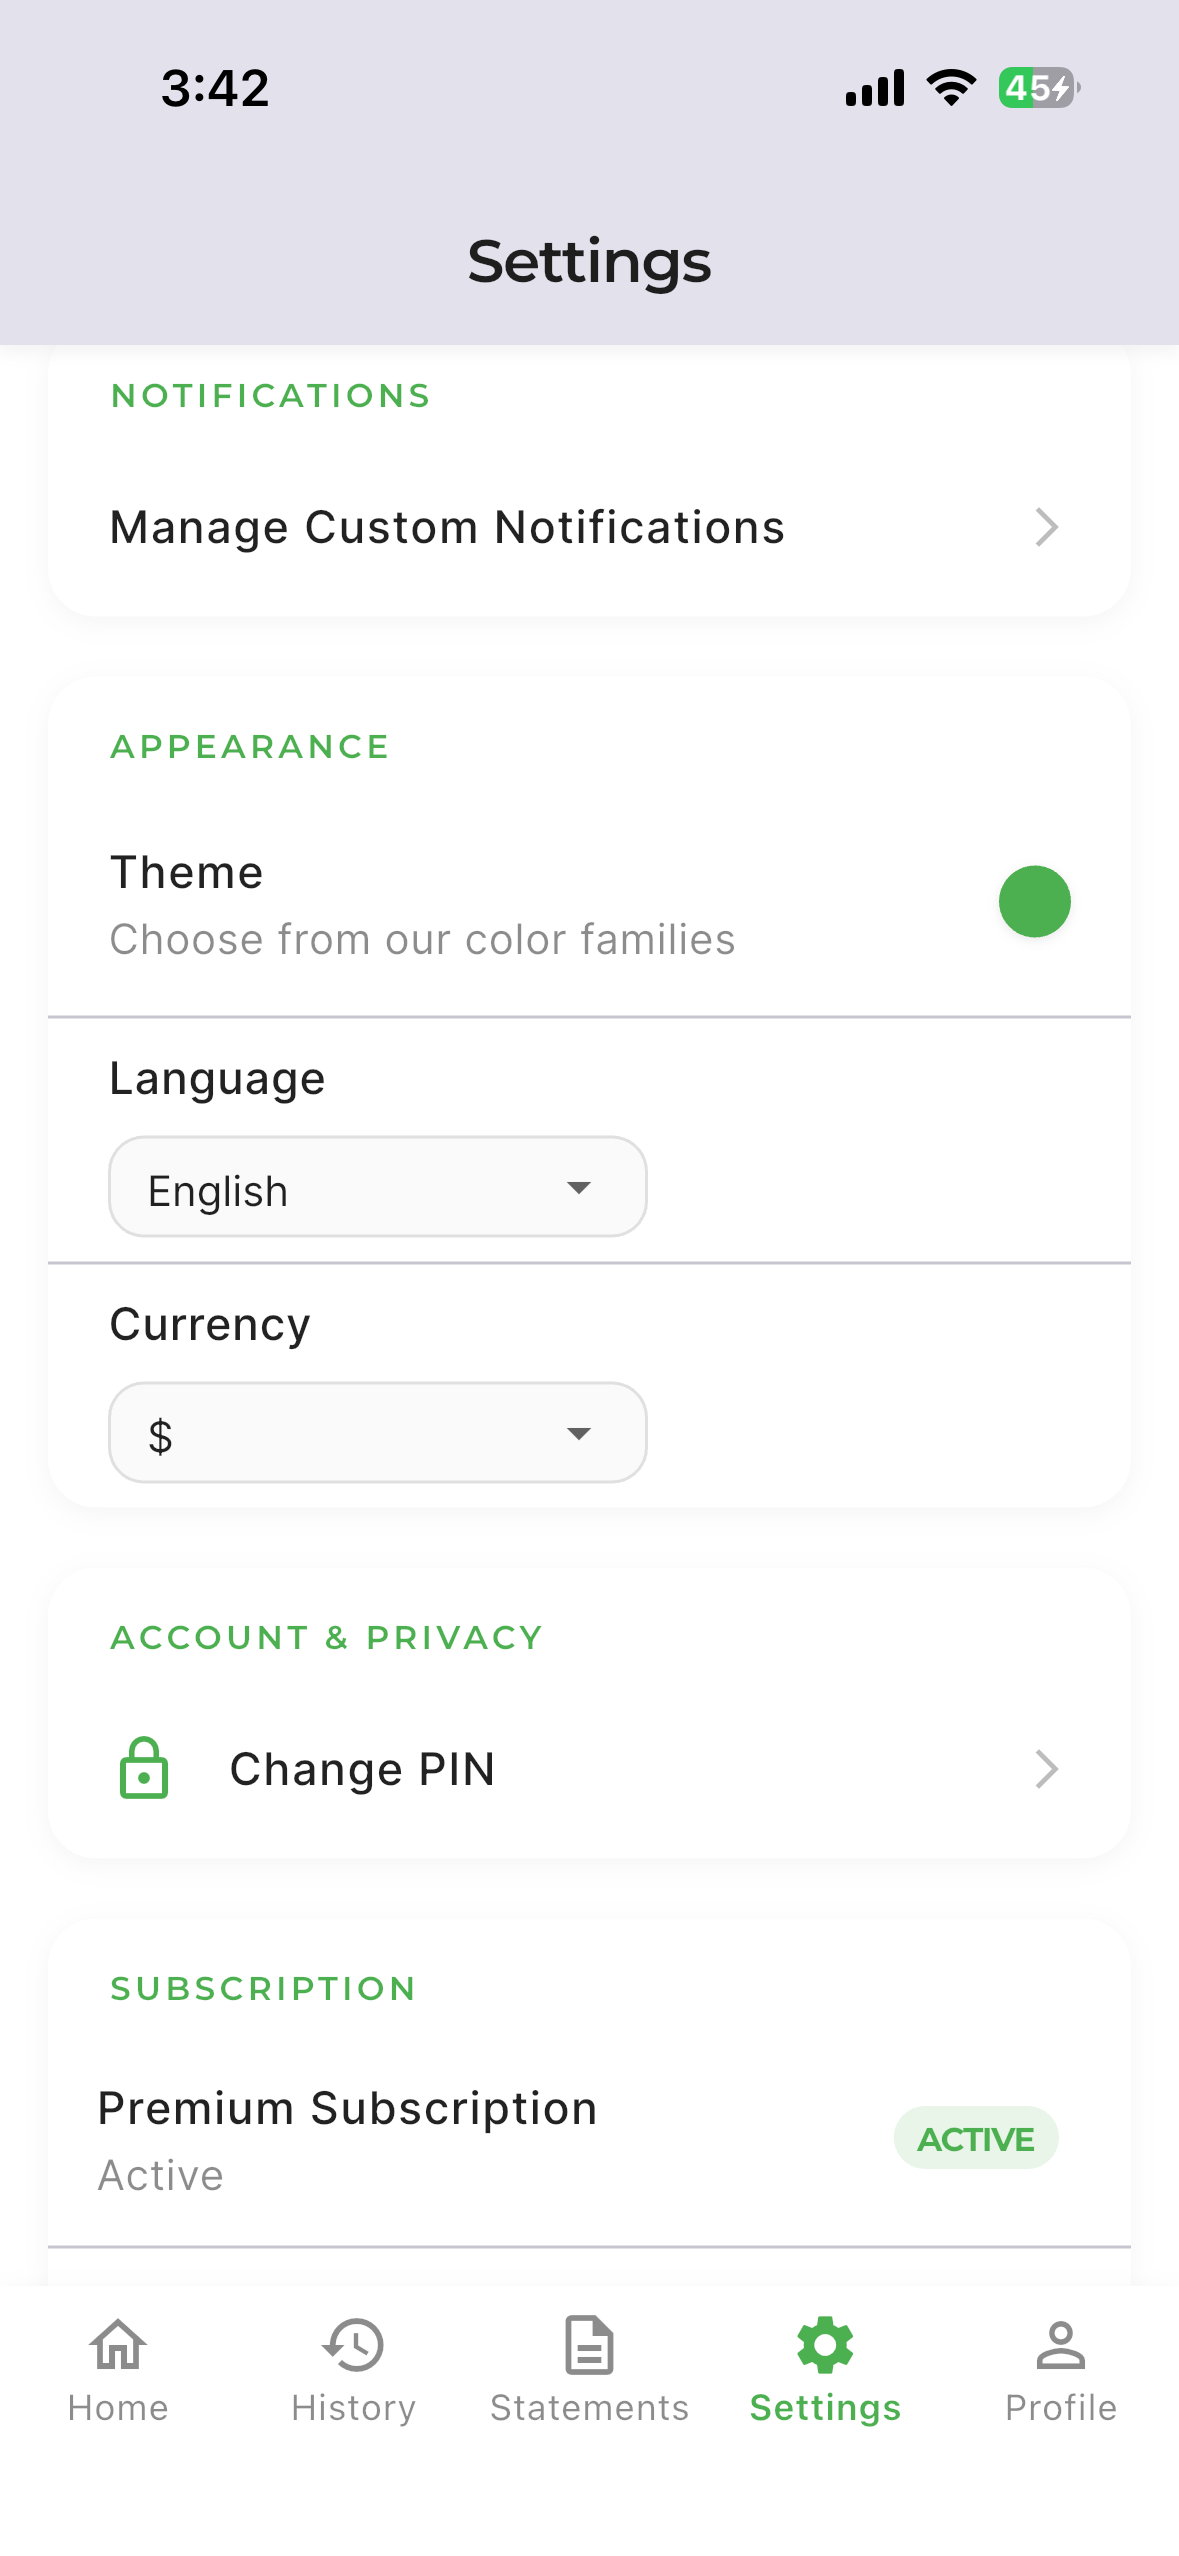 3:42
45
Settings
NOTIFICATIONS
Manage Custom Notifications
APPEARANCE
Theme
Choose from our color families
Language
English
Currency
$
ACCOUNT & PRIVACY
Change PIN
SUBSCRIPTION
Premium Subscription
Active
ACTIVE
Home
History
Statements
Settings
Profile